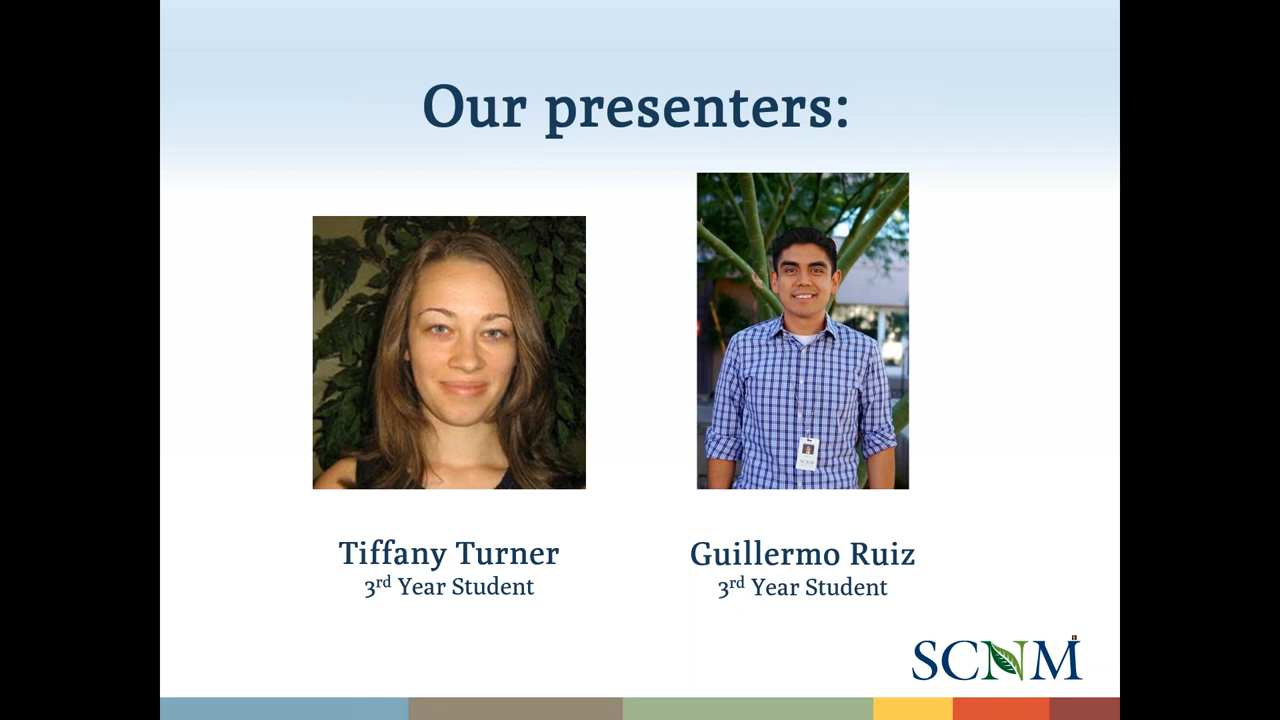 Our presenters:
Tiffany Turner
3rd Year Student
Guillermo Ruiz
3rd Year Student
SCNM